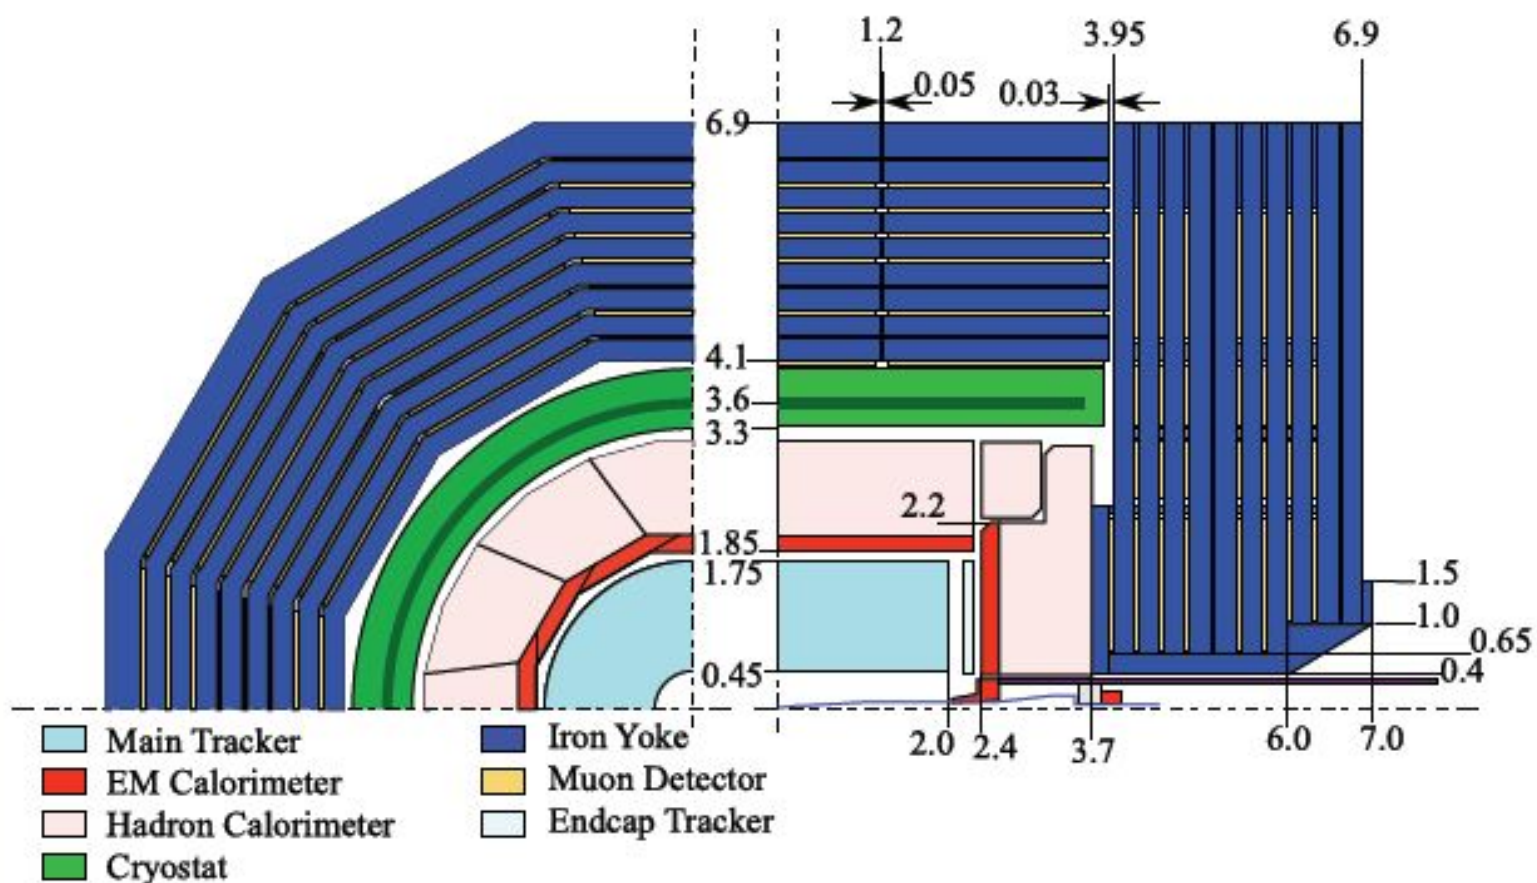 1.2 3.95 6.9
0.05 0.03
6.9
4.1
3.6
3.3
2.2
1.85
1.75
1.5
1.0
0.65
0.45 0.4
2.0 2.4 3.7 6.0 7.0
Main Tracker
EM Calorimeter
Hadron Calorimeter
Cryostat
Iron Yoke
Muon Detector
Endcap Tracker